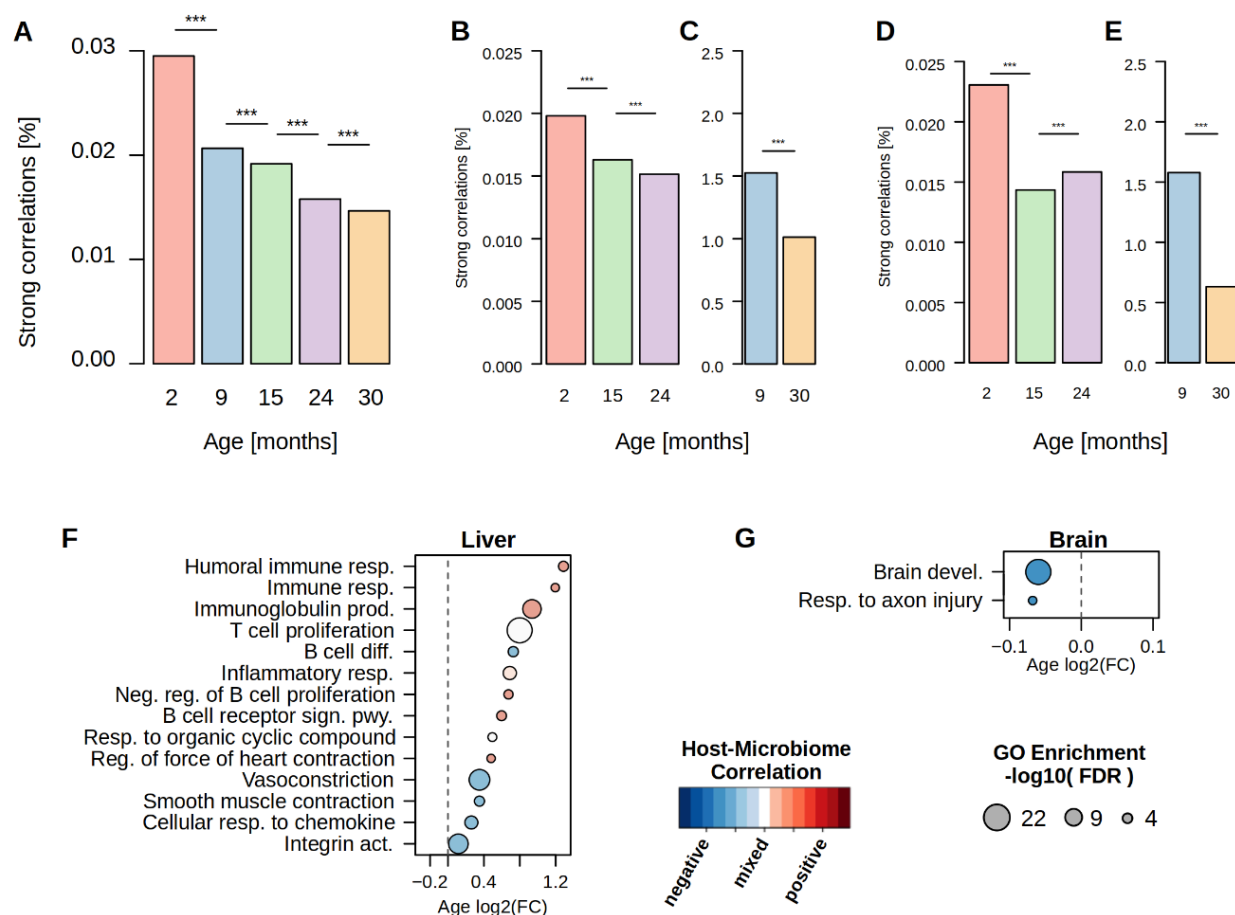 A
Strong correlations [%]
0.03
0.02
0.01
0.00
***
***
***
***
2 9 15 24 30
Age [months]
B
Strong correlations [%]
0.025
0.020
0.015
0.010
0.005
0.000
***
***
2 15 24
C
2.5
2.0
1.5
1.0
0.5
0.0
***
9 30
Age [months]
D
Strong correlations [%]
0.025
0.020
0.015
0.010
0.005
0.000
***
***
2 15 24
E
2.5
2.0
1.5
1.0
0.5
0.0
***
9 30
Age [months]
F
Liver
Humoral immune resp.
Immune resp.
Immunoglobulin prod.
T cell proliferation
B cell diff.
Inflammatory resp.
Neg. reg. of B cell proliferation
B cell receptor sign. pwy.
Resp. to organic cyclic compound
Reg. of force of heart contraction
Vasoconstriction
Smooth muscle contraction
Cellular resp. to chemokine
Integrin act.
−0.2 0.4 1.2
Age log2(FC)
G
Brain
Brain devel.
Resp. to axon injury
−0.1 0.0 0.1
Age log2(FC)
Host-Microbiome
Correlation
negative
mixed
positive
GO Enrichment
-log10( FDR )
22 9 4